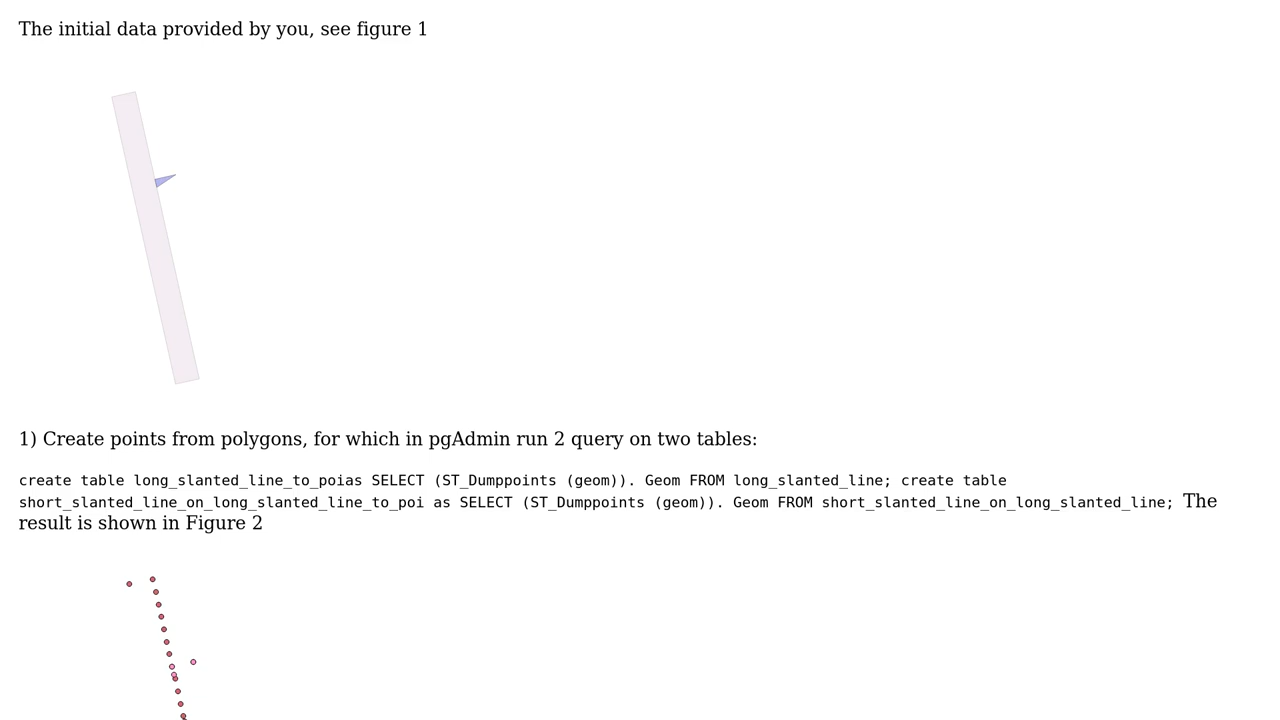 The initial data provided by you, see figure 1
1) Create points from polygons, for which in pgAdmin run 2 query on two tables:
create table long_slanted_line_to_poias SELECT (ST_Dumppoints (geom)). Geom FROM long_slanted_line; create table
short_slanted_line_on_long_slanted_line_to_poi as SELECT (ST_Dumppoints (geom)). Geom FROM short_slanted_line_on_long_slanted_line; The
result is shown in Figure 2